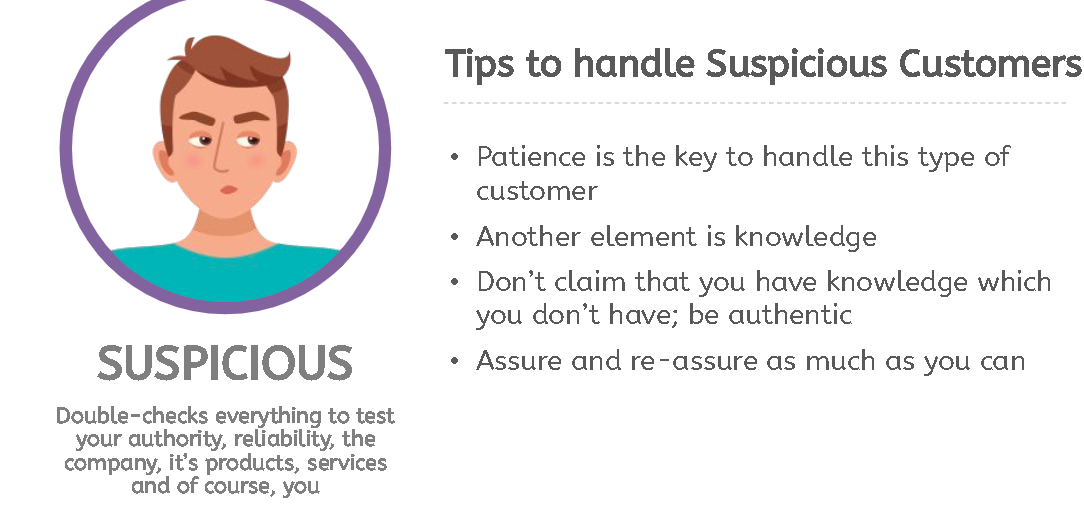 Tips to handle Suspicious Customers
• Patience is the key to handle this type of
customer
• Another element is knowledge
• Don't claim that you have knowledge which
you don't have; be authentic
• Assure and re-assure as much as you can
SUSPICIOUS
Double-checks everything to test
your authority, reliability, the
company, it's products, services
and of course, you